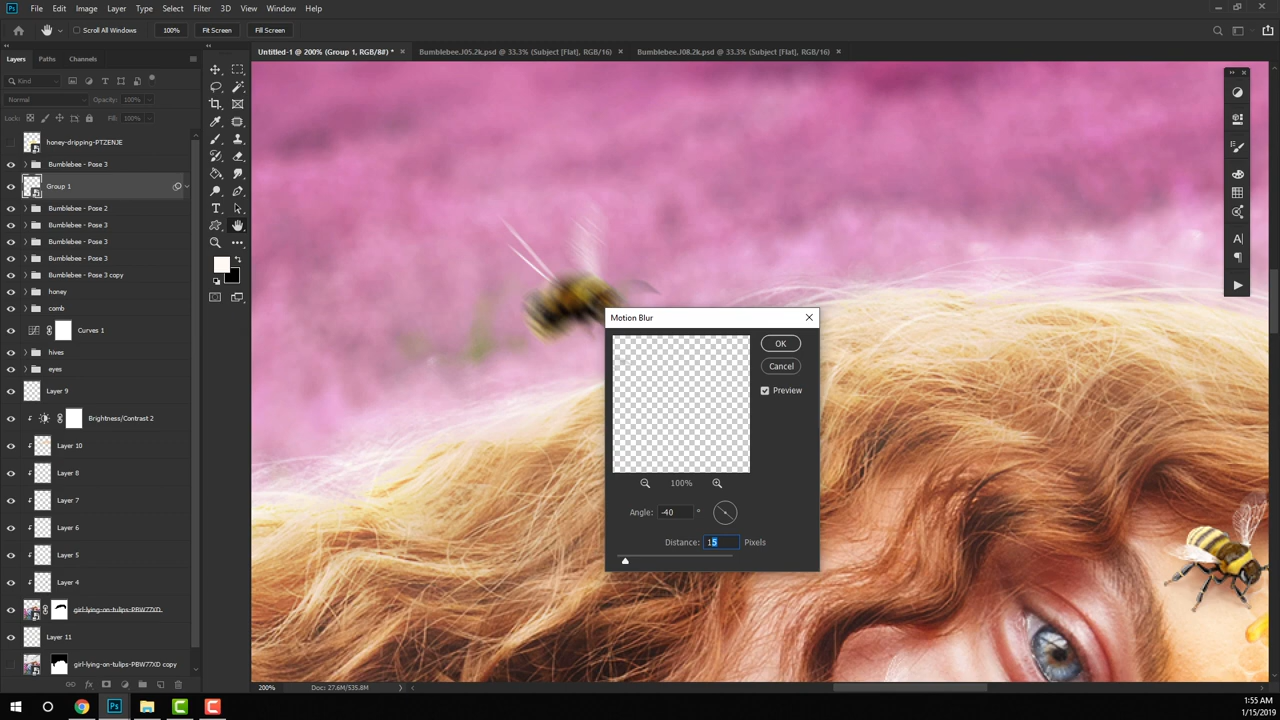 File Edit Image Layer Type Select Filter 3D View Window Help
Scroll All Windows 100% Fit Screen Fill Screen
Untitled-1 @ 200% (Group 1, RGB/8#) * Bumblebee.J05.2k.psd @ 33.3% (Subject [Flat], RGB/16) Bumblebee.J08.2k.psd @ 33.3% (Subject [Flat], RGB/16)
Layers Paths Channels
Kind
Normal Opacity: 100%
Lock: Fill: 100%
honey-dripping-PTZENJE
Bumblebee - Pose 3
Group 1
Bumblebee - Pose 2
Bumblebee - Pose 3
Bumblebee - Pose 3
Bumblebee - Pose 3
Bumblebee - Pose 3 copy
honey
comb
Curves 1
hives
eyes
Layer 9
Brightness/Contrast 2
Layer 10
Layer 8
Layer 7
Layer 6
Layer 5
Layer 4
girl-lying-on-tulips-PBW77XD
Layer 11
girl-lying-on-tulips-PBW77XD copy
Motion Blur
OK
Cancel
Preview
100%
Angle: -40 °
Distance: 15 Pixels
200% Doc: 27.6M/535.8M
1:55 AM
1/15/2019